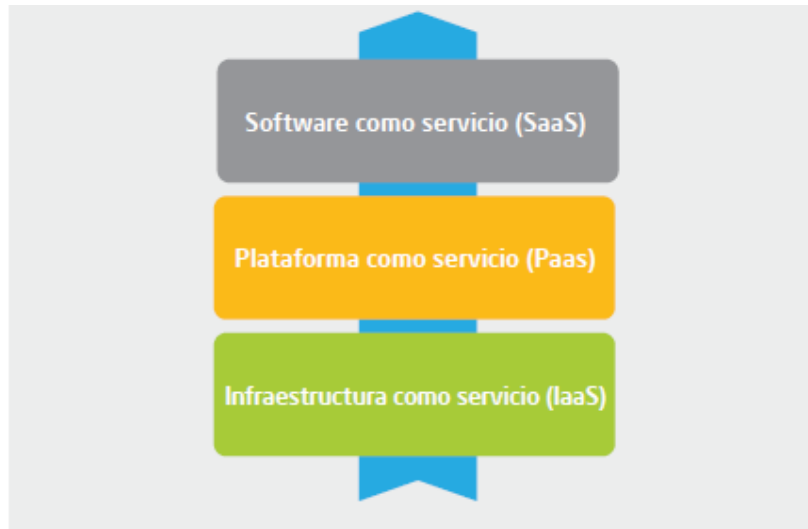 Software como servicio (SaaS)
Plataforma como servicio (Paas)
Infraestructura como servicio (IaaS)